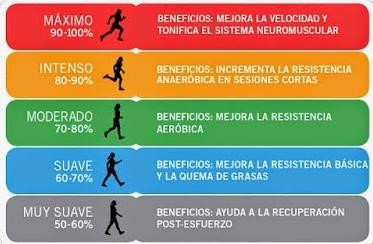 MÁXIMO
90-100%
BENEFICIOS: MEJORA LA VELOCIDAD Y
TONIFICA EL SISTEMA NEUROMUSCULAR
INTENSO
80-90%
BENEFICIOS: INCREMENTA LA RESISTENCIA
ANAERÓBICA EN SESIONES CORTAS
MODERADO
70-80%
BENEFICIOS: MEJORA LA RESISTENCIA
AERÓBICA
SUAVE
60-70%
BENEFICIOS: MEJORA LA RESISTENCIA BÁSICA
Y LA QUEMA DE GRASAS
MUY SUAVE
50-60%
BENEFICIOS: AYUDA A LA RECUPERACIÓN
POST-ESFUERZO